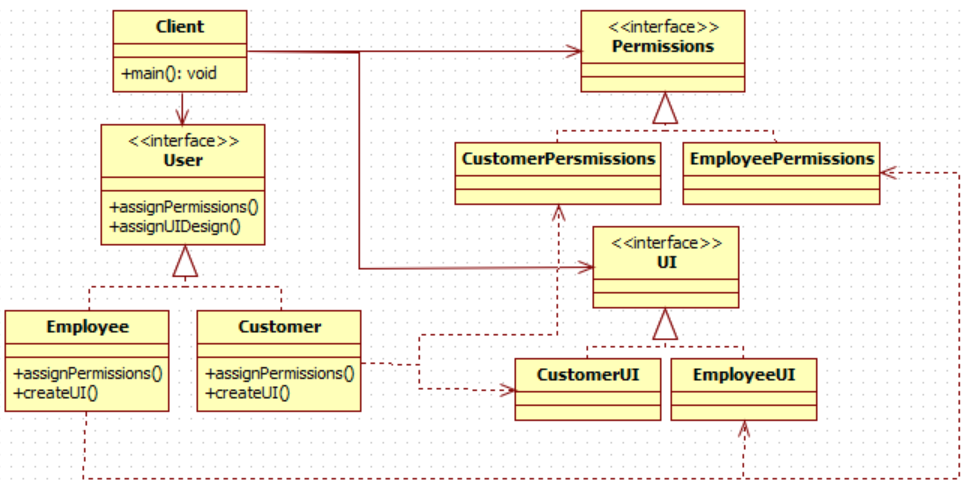 Client
+main(): void
<<interface>>
Permissions
<<interface>>
User
+assignPermissions()
+assignUIDesign()
CustomerPersmissions
EmployeePermissions
<<interface>>
UI
Employee
+assignPermissions()
+createUI()
Customer
+assignPermissions()
+createUI()
CustomerUI
EmployeeUI